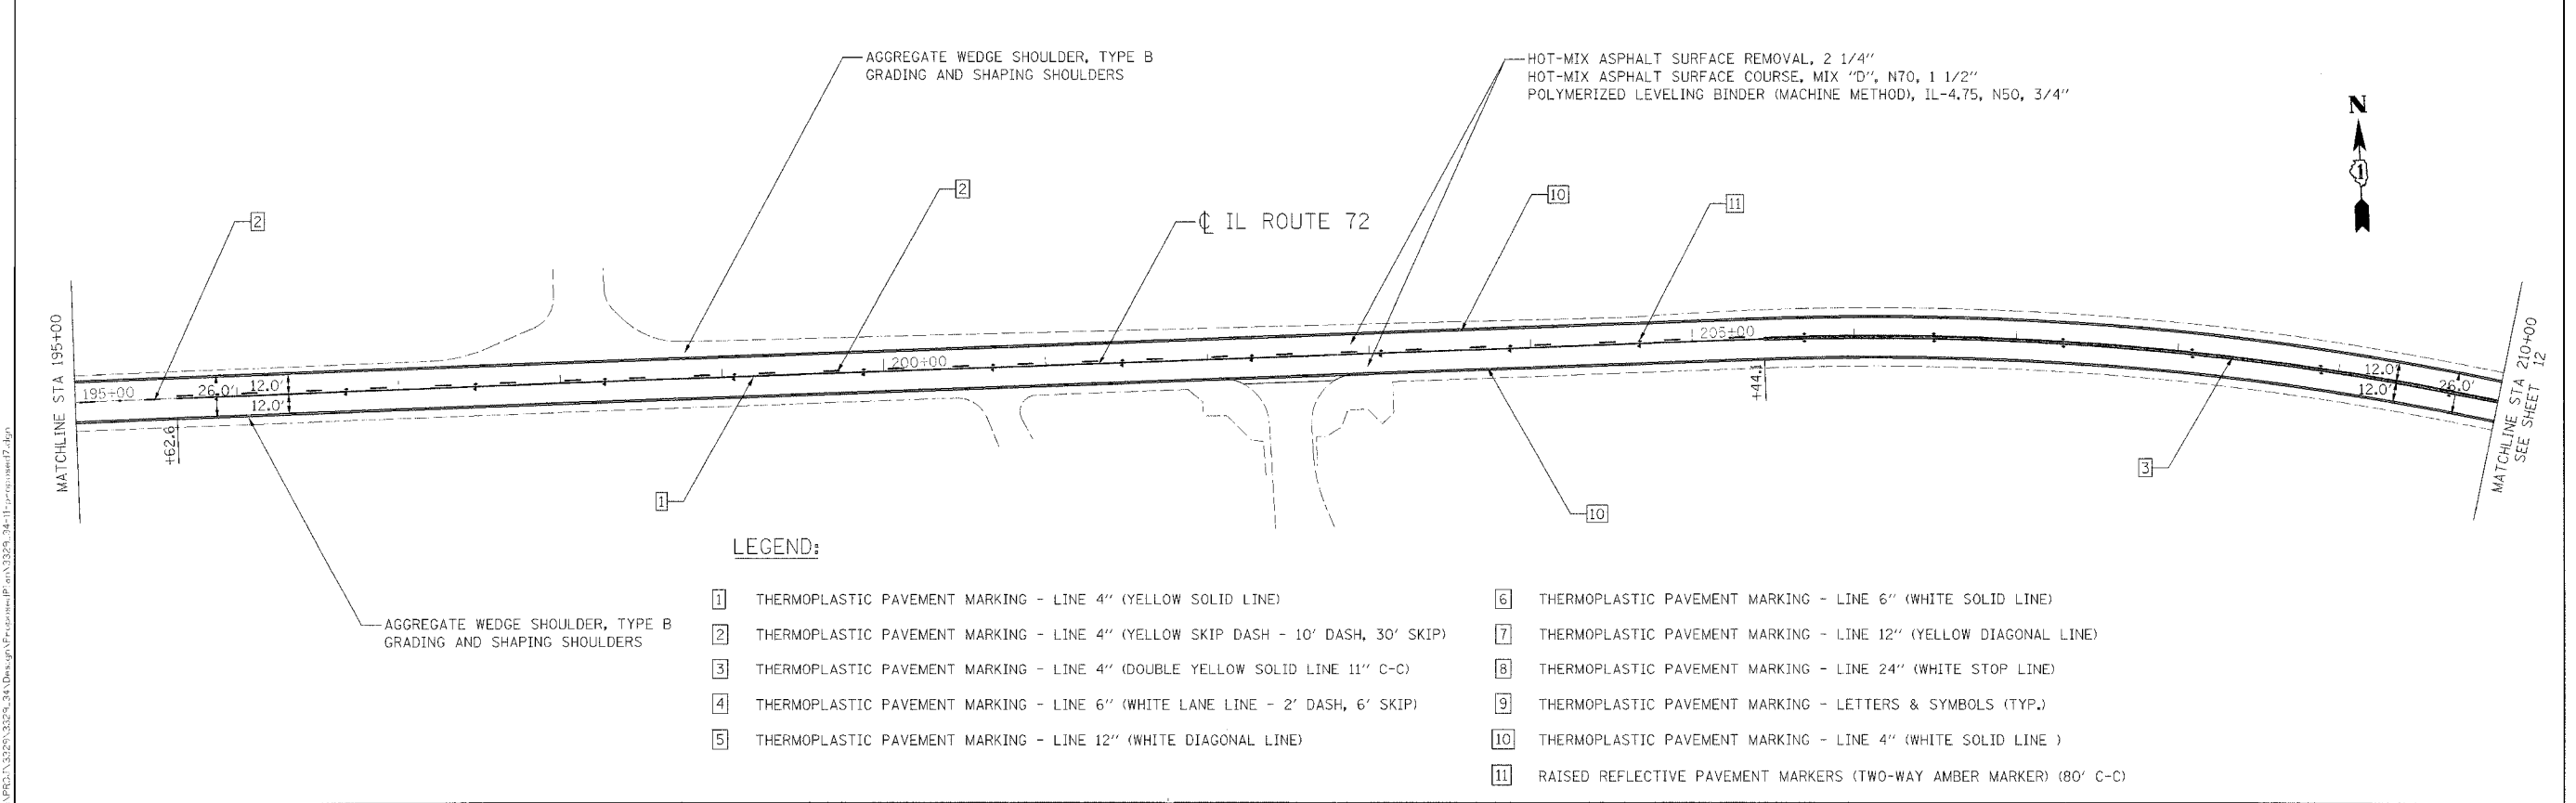 AGGREGATE WEDGE SHOULDER, TYPE B
GRADING AND SHAPING SHOULDERS
HOT-MIX ASPHALT SURFACE REMOVAL, 2 1/4"
HOT-MIX ASPHALT SURFACE COURSE, MIX "D", N70, 1 1/2"
POLYMERIZED LEVELING BINDER (MACHINE METHOD), IL-4.75, N50, 3/4"
N
1
2
2
℄ IL ROUTE 72
10
11
MATCHLINE STA 195+00
195+00
26.0'
12.0'
12.0'
+62.6
200+00
205+00
+44.1
12.0'
12.0'
26.0'
MATCHLINE STA 210+00
SEE SHEET 12
1
3
10
AGGREGATE WEDGE SHOULDER, TYPE B
GRADING AND SHAPING SHOULDERS
LEGEND:
1 THERMOPLASTIC PAVEMENT MARKING - LINE 4" (YELLOW SOLID LINE)
2 THERMOPLASTIC PAVEMENT MARKING - LINE 4" (YELLOW SKIP DASH - 10' DASH, 30' SKIP)
3 THERMOPLASTIC PAVEMENT MARKING - LINE 4" (DOUBLE YELLOW SOLID LINE 11" C-C)
4 THERMOPLASTIC PAVEMENT MARKING - LINE 6" (WHITE LANE LINE - 2' DASH, 6' SKIP)
5 THERMOPLASTIC PAVEMENT MARKING - LINE 12" (WHITE DIAGONAL LINE)
6 THERMOPLASTIC PAVEMENT MARKING - LINE 6" (WHITE SOLID LINE)
7 THERMOPLASTIC PAVEMENT MARKING - LINE 12" (YELLOW DIAGONAL LINE)
8 THERMOPLASTIC PAVEMENT MARKING - LINE 24" (WHITE STOP LINE)
9 THERMOPLASTIC PAVEMENT MARKING - LETTERS & SYMBOLS (TYP.)
10 THERMOPLASTIC PAVEMENT MARKING - LINE 4" (WHITE SOLID LINE )
11 RAISED REFLECTIVE PAVEMENT MARKERS (TWO-WAY AMBER MARKER) (80' C-C)